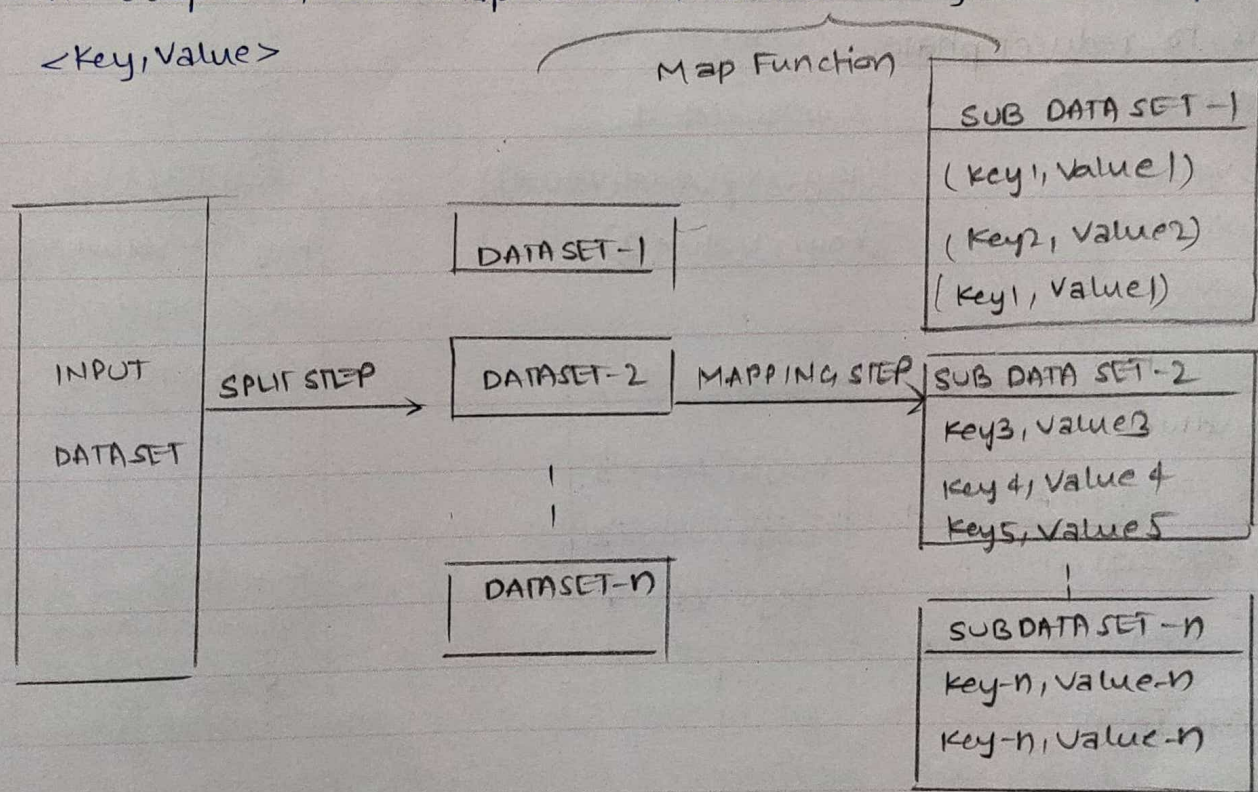 <Key, Value>
Map Function
INPUT
DATASET
SPLIT STEP
DATASET-1
DATASET-2
DATASET-n
MAPPING STEP
SUB DATA SET-1
(Key1, Value1)
(Key2, Value2)
(Key1, Value1)
SUB DATA SET-2
Key3, Value3
Key 4, Value 4
Key5, Value5
SUB DATA SET-n
Key-n, Value-n
Key-n, Value-n